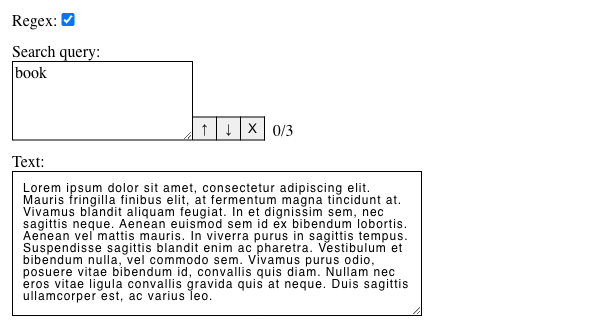 Regex:
Search query:
book
↑ ↓ X 0/3
Text:
Lorem ipsum dolor sit amet, consectetur adipiscing elit.
Mauris fringilla finibus elit, at fermentum magna tincidunt at.
Vivamus blandit aliquam feugiat. In et dignissim sem, nec
sagittis neque. Aenean euismod sem id ex bibendum lobortis.
Aenean vel mattis mauris. In viverra purus in sagittis tempus.
Suspendisse sagittis blandit enim ac pharetra. Vestibulum et
bibendum nulla, vel commodo sem. Vivamus purus odio,
posuere vitae bibendum id, convallis quis diam. Nullam nec
eros vitae ligula convallis gravida quis at neque. Duis sagittis
ullamcorper est, ac varius leo.